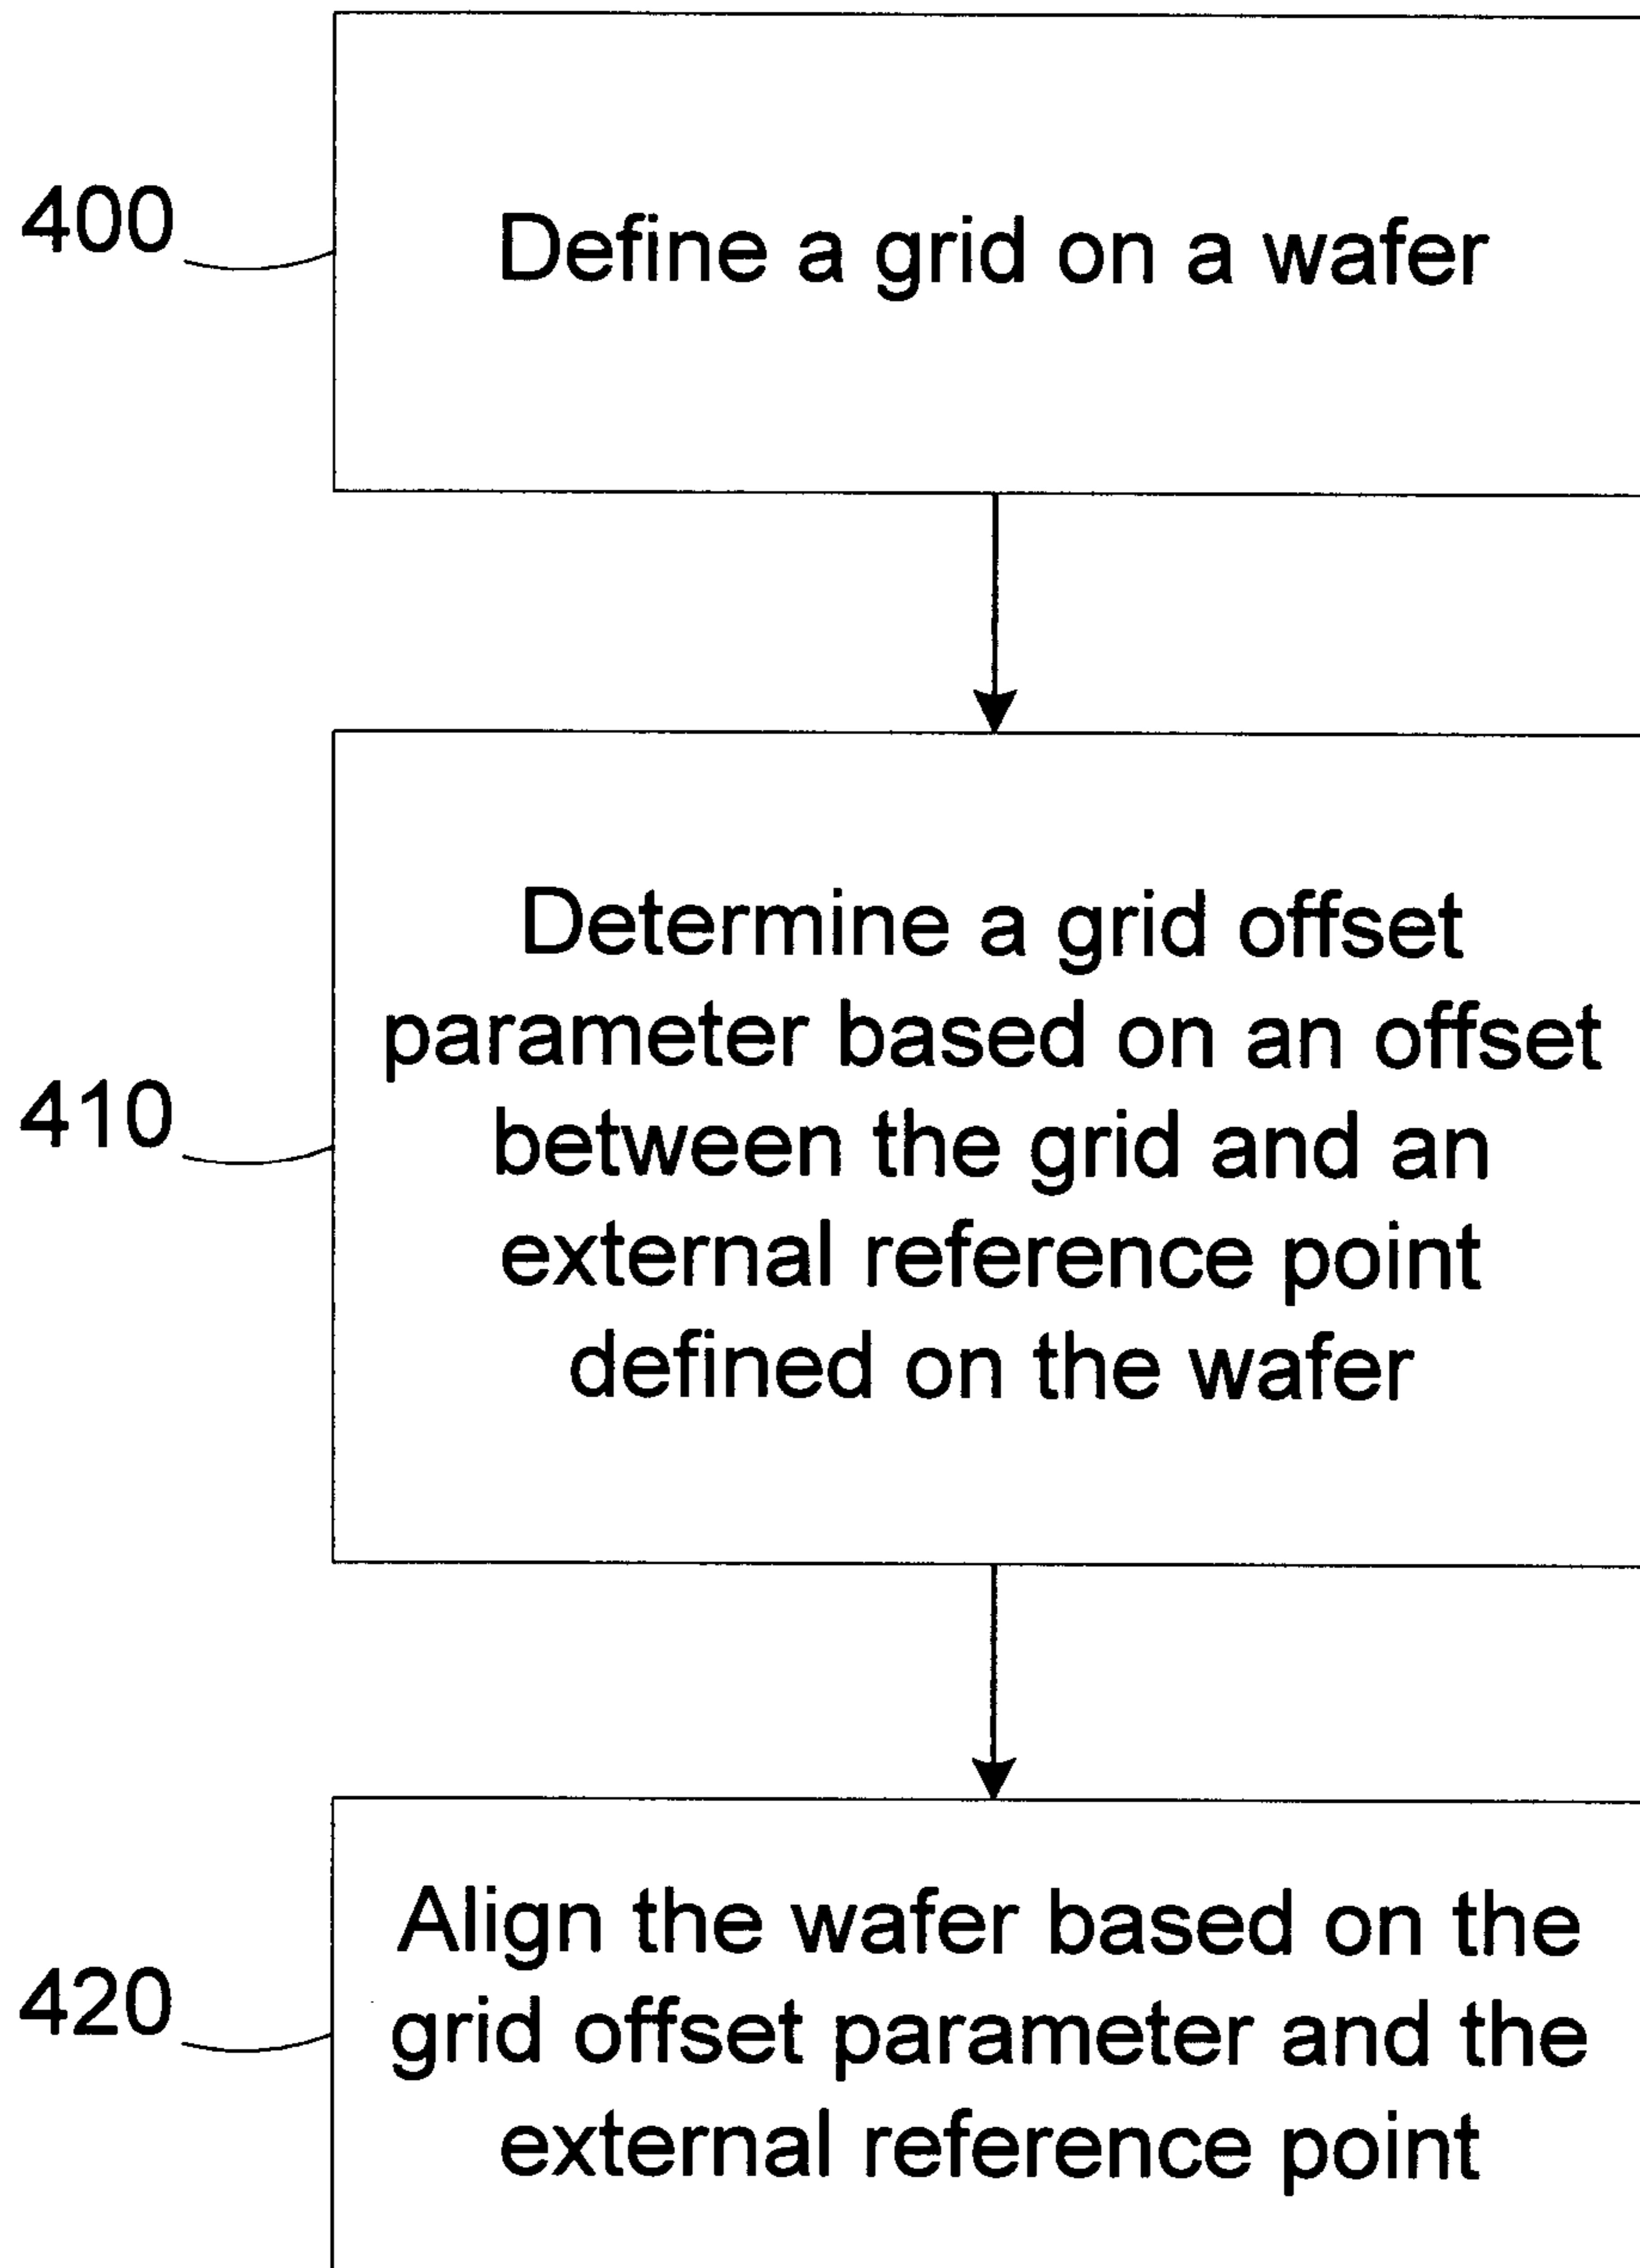 400
Define a grid on a wafer
410
Determine a grid offset
parameter based on an offset
between the grid and an
external reference point
defined on the wafer
420
Align the wafer based on the
grid offset parameter and the
external reference point